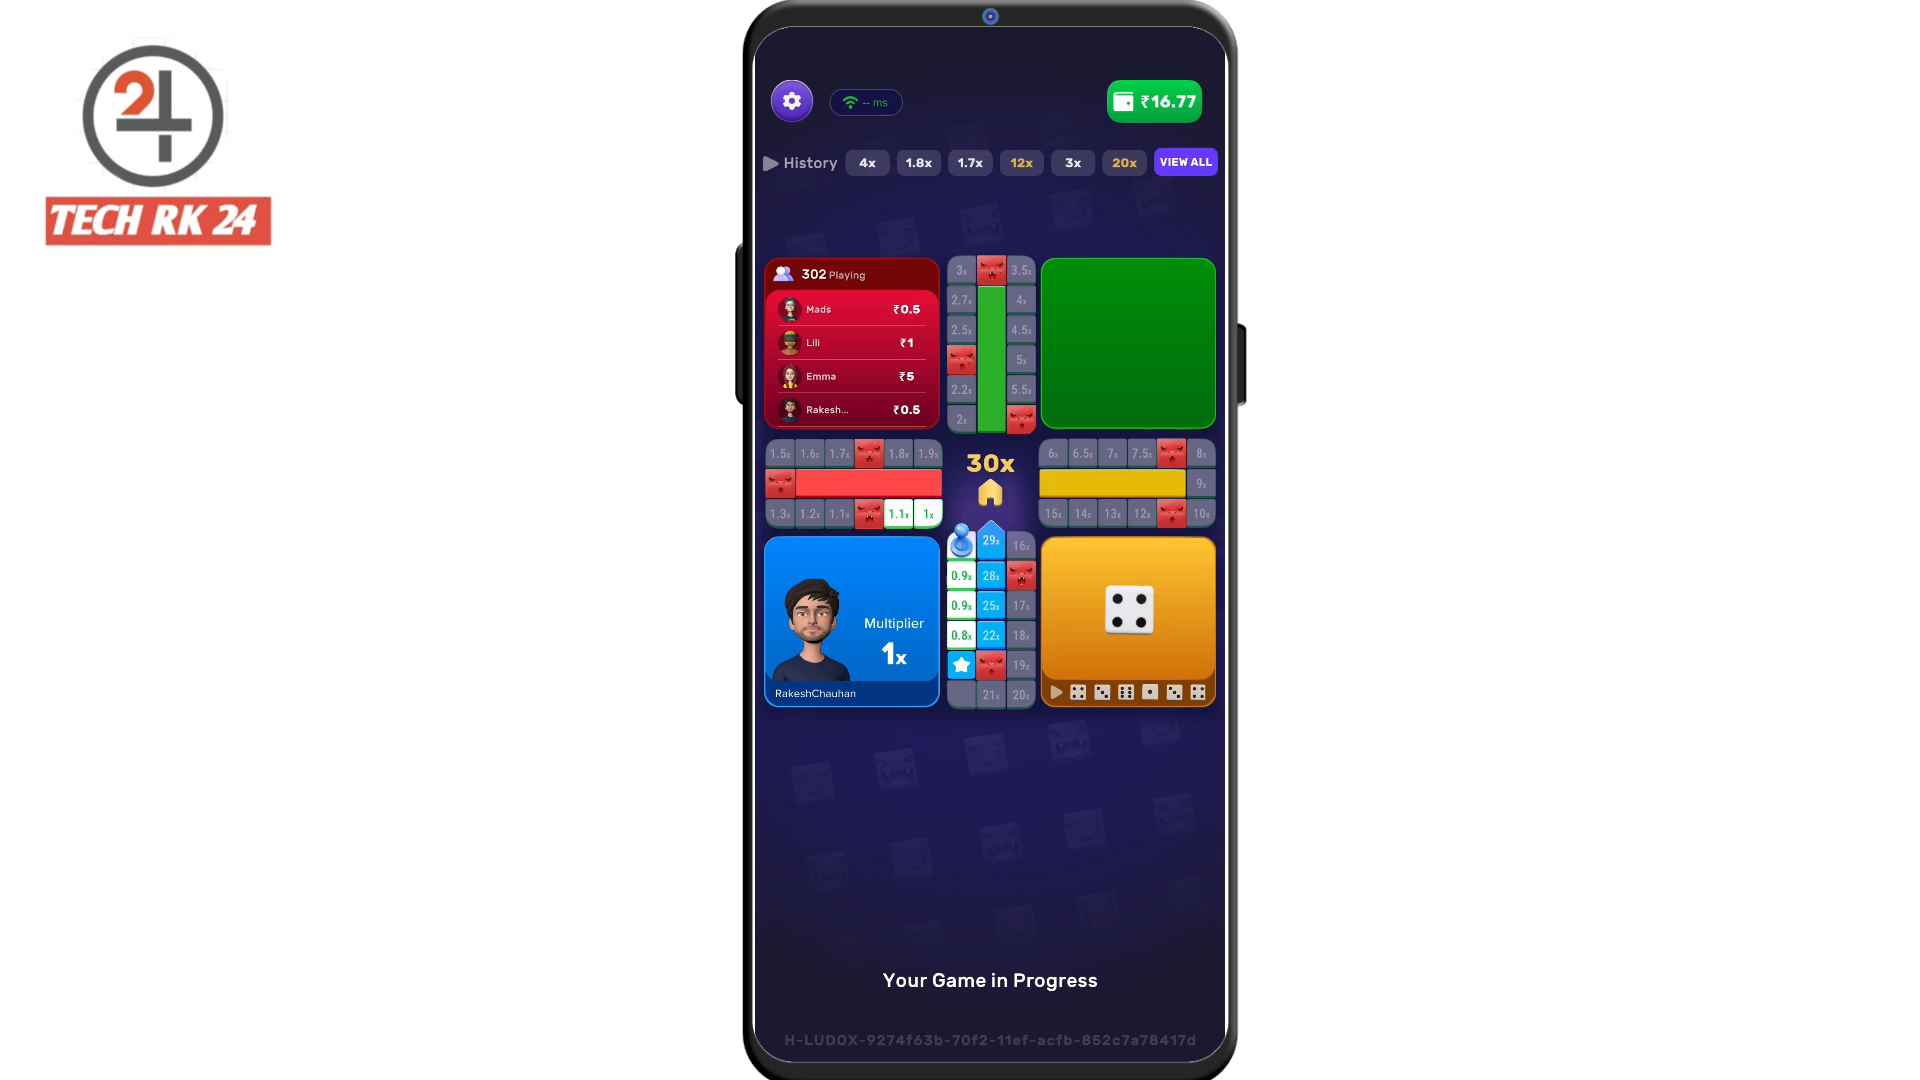 24
TECH RK 24
-- ms
₹16.77
History 4x 1.8x 1.7x 12x 3x 20x VIEW ALL
302 Playing
Mads ₹0.5
Lili ₹1
Emma ₹5
Rakesh... ₹0.5
3x 3.5x
2.7x 4x
2.5x 4.5x
5x
2.2x 5.5x
2x
1.5x 1.6x 1.7x 1.8x 1.9x
1.3x 1.2x 1.1x 1.1x 1x
30x
6x 6.5x 7x 7.5x 8x
9x
15x 14x 13x 12x 10x
29x 16x
0.9x 28x
0.9x 25x 17x
0.8x 22x 18x
19x
21x 20x
Multiplier
1x
RakeshChauhan
Your Game in Progress
H-LUDOX-9274f63b-70f2-11ef-acfb-852c7a78417d